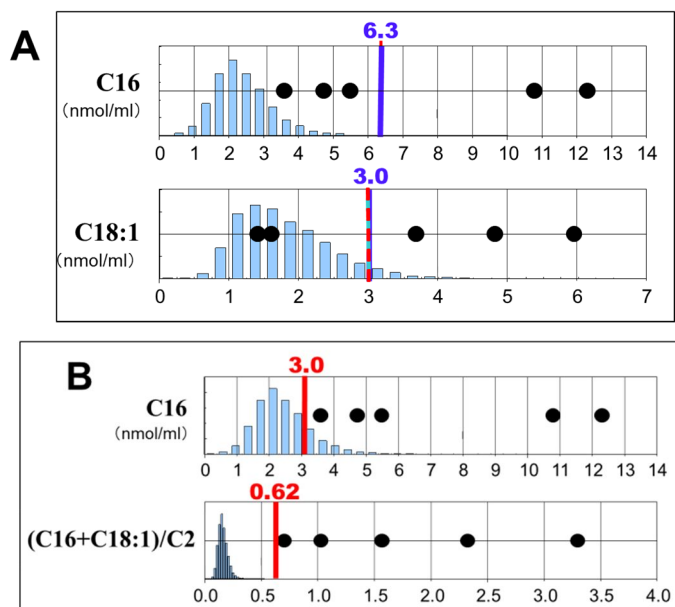 A
6.3
C16
(nmol/ml)
0 1 2 3 4 5 6 7 8 9 10 11 12 13 14
3.0
C18:1
(nmol/ml)
0 1 2 3 4 5 6 7
B
3.0
C16
(nmol/ml)
0 1 2 3 4 5 6 7 8 9 10 11 12 13 14
0.62
(C16+C18:1)/C2
0.0 0.5 1.0 1.5 2.0 2.5 3.0 3.5 4.0